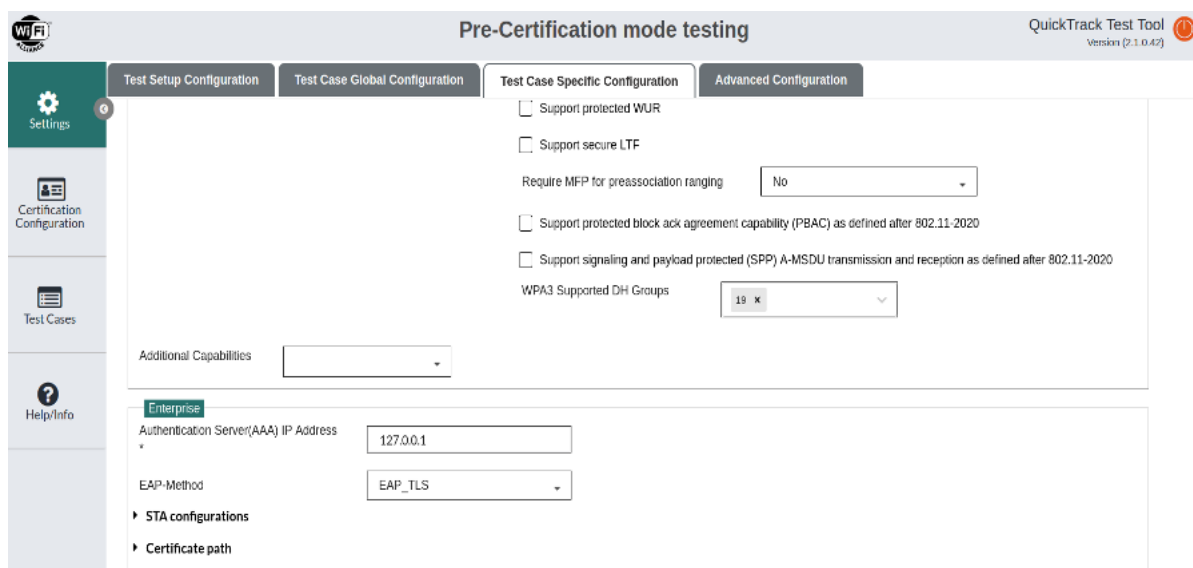 Wi Fi
ALLIANCE
Pre-Certification mode testing
QuickTrack Test Tool
Version (2.1.0.42)
Test Setup Configuration
Test Case Global Configuration
Test Case Specific Configuration
Advanced Configuration
Settings
Certification
Configuration
Test Cases
Help/Info
Support protected WUR
Support secure LTF
Require MFP for preassociation ranging
No
Support protected block ack agreement capability (PBAC) as defined after 802.11-2020
Support signaling and payload protected (SPP) A-MSDU transmission and reception as defined after 802.11-2020
WPA3 Supported DH Groups
19 x
Additional Capabilities
Enterprise
Authentication Server(AAA) IP Address
*
127.0.0.1
EAP-Method
EAP_TLS
STA configurations
Certificate path